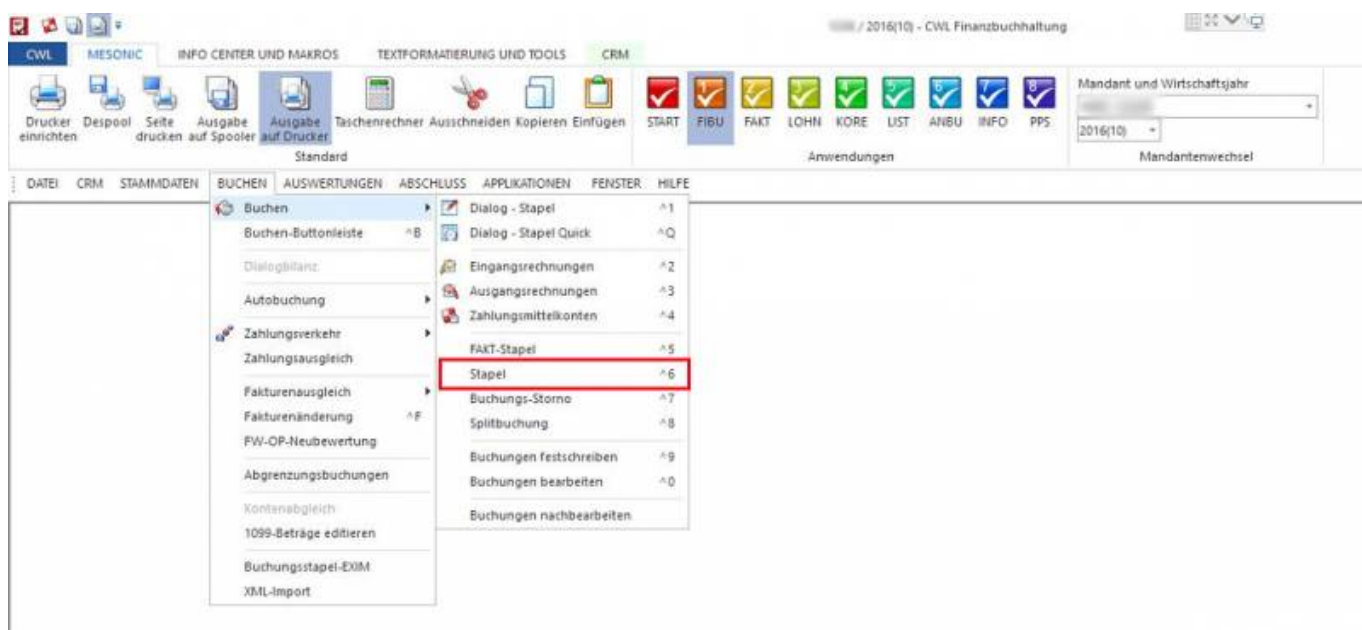 / 2016(10) - CWL Finanzbuchhaltung
CWL MESONIC INFO CENTER UND MAKROS TEXTFORMATIERUNG UND TOOLS CRM
Drucker einrichten
Despool
Seite drucken
Ausgabe auf Spooler
Ausgabe auf Drucker
Taschenrechner
Ausschneiden
Kopieren
Einfügen
Standard
START FIBU FAKT LOHN KORE LIST ANBU INFO PPS
Anwendungen
Mandant und Wirtschaftsjahr
2016(10)
Mandantenwechsel
DATEI CRM STAMMDATEN BUCHEN AUSWERTUNGEN ABSCHLUSS APPLIKATIONEN FENSTER HILFE
Buchen
Buchen-Buttonleiste ^B
Dialogbilanz
Autobuchung
Zahlungsverkehr
Zahlungsausgleich
Fakturenausgleich
Fakturenänderung ^F
FW-OP-Neubewertung
Abgrenzungsbuchungen
Kontenabgleich
1099-Beträge editieren
Buchungsstapel-EXIM
XML-Import
Dialog - Stapel ^1
Dialog - Stapel Quick ^Q
Eingangsrechnungen ^2
Ausgangsrechnungen ^3
Zahlungsmittelkonten ^4
FAKT-Stapel ^5
Stapel ^6
Buchungs-Storno ^7
Splitbuchung ^8
Buchungen festschreiben ^9
Buchungen bearbeiten ^0
Buchungen nachbearbeiten